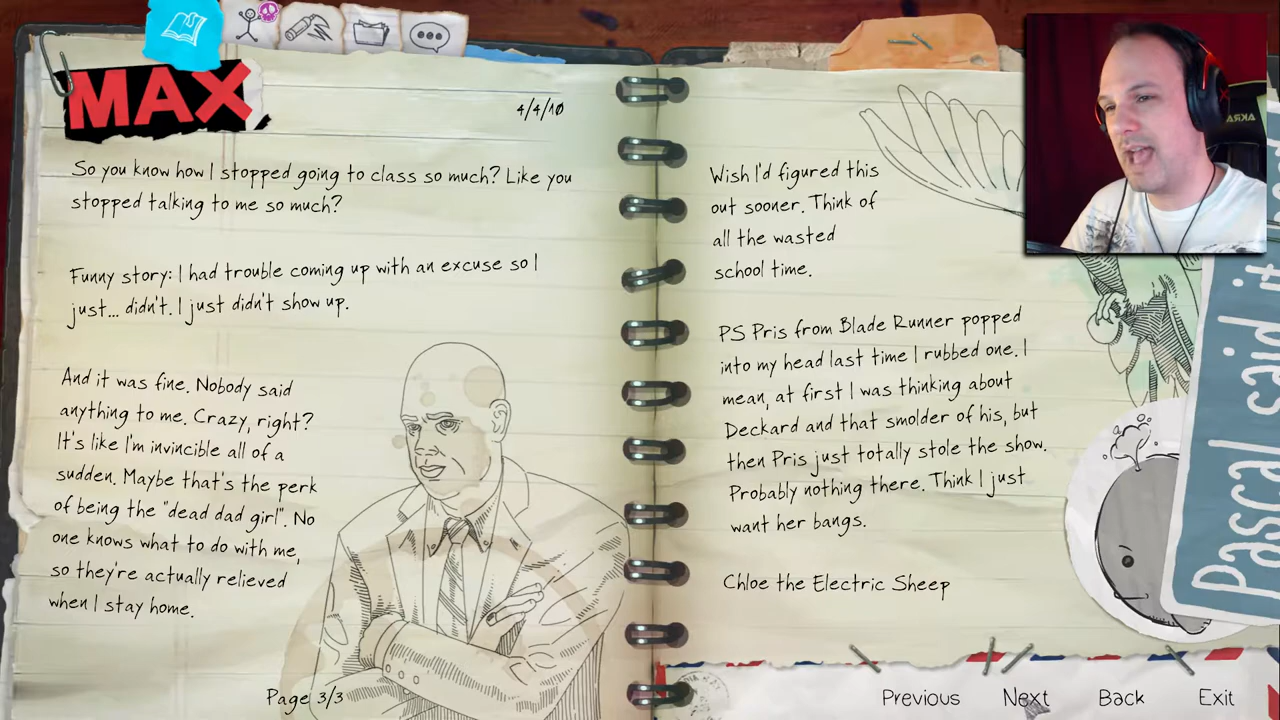 MAX
4/4/10
So you know how I stopped going to class so much? Like you
stopped talking to me so much?
Funny story: I had trouble coming up with an excuse so I
just... didn't. I just didn't show up.
And it was fine. Nobody said
anything to me. Crazy, right?
It's like I'm invincible all of a
sudden. Maybe that's the perk
of being the "dead dad girl". No
one knows what to do with me,
so they're actually relieved
when I stay home.
Page 3/3
Wish I'd figured this
out sooner. Think of
all the wasted
school time.
PS Pris from Blade Runner popped
into my head last time I rubbed one. I
mean, at first I was thinking about
Deckard and that smolder of his, but
then Pris just totally stole the show.
Probably nothing there. Think I just
want her bangs.
Chloe the Electric Sheep
Pascal said it
AKRA
Previous Next Back Exit